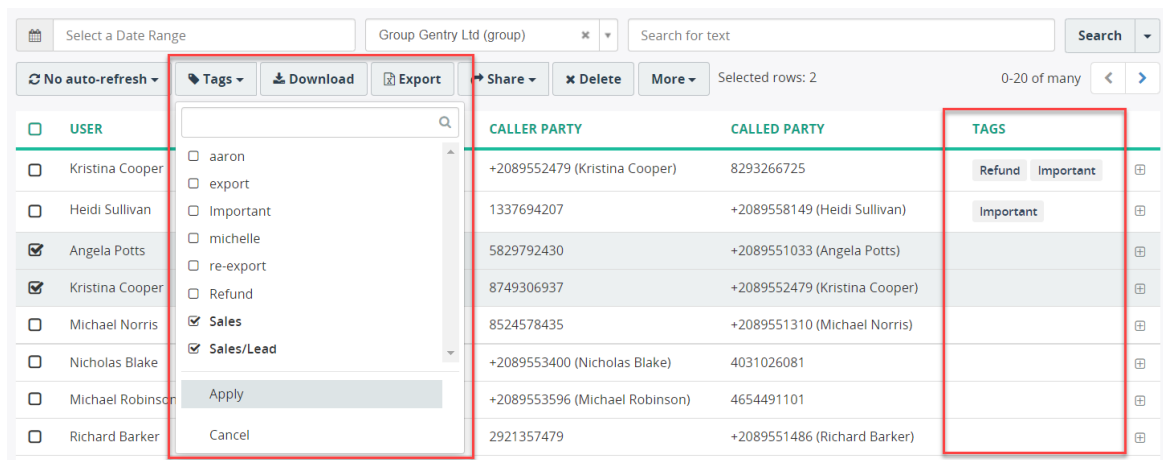 Select a Date Range Group Gentry Ltd (group) × Search for text Search
No auto-refresh Tags Download Export Share Delete More Selected rows: 2 0-20 of many
USER CALLER PARTY CALLED PARTY TAGS
Kristina Cooper +2089552479 (Kristina Cooper) 8293266725 Refund Important
aaron
export
Heidi Sullivan Important 1337694207 +2089558149 (Heidi Sullivan) Important
michelle
Angela Potts 5829792430 +2089551033 (Angela Potts)
re-export
Kristina Cooper Refund 8749306937 +2089552479 (Kristina Cooper)
Michael Norris Sales 8524578435 +2089551310 (Michael Norris)
Sales/Lead
Nicholas Blake +2089553400 (Nicholas Blake) 4031026081
Michael Robinson Apply +2089553596 (Michael Robinson) 4654491101
Richard Barker Cancel 2921357479 +2089551486 (Richard Barker)